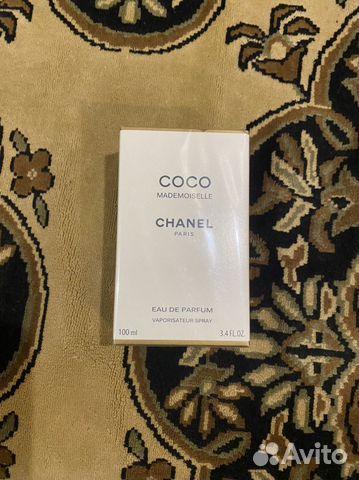 COCO
MADEMOISELLE
CHANEL
PARIS
EAU DE PARFUM
VAPORISATEUR SPRAY
100 ml 3.4 FL.OZ.
Avito